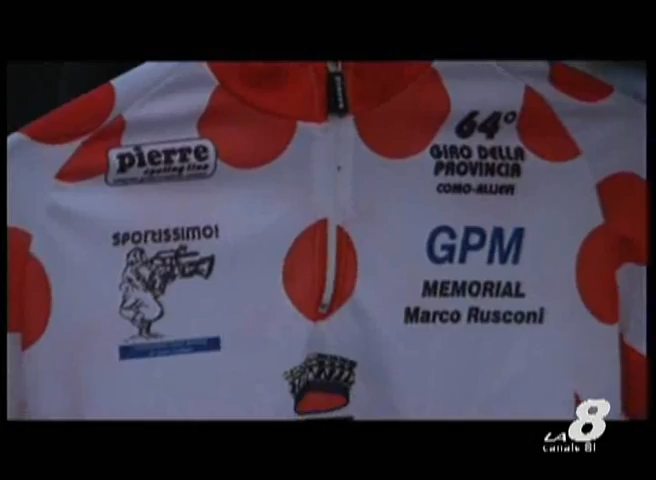 pierre
cycling line
SPORTISSIMO!
64°
GIRO DELLA
PROVINCIA
COMO-ALLIEVI
GPM
MEMORIAL
Marco Rusconi
LA 8
canale 81